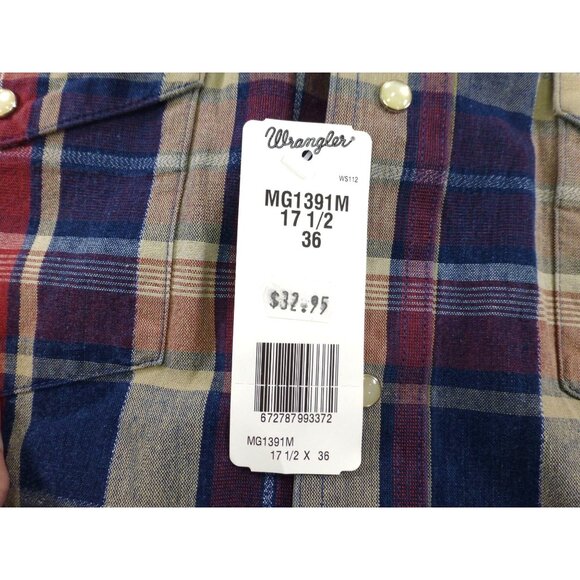 Wrangler
WS112
MG1391M
17 1/2
36
$32.95
672787993372
MG1391M
17 1/2 X 36